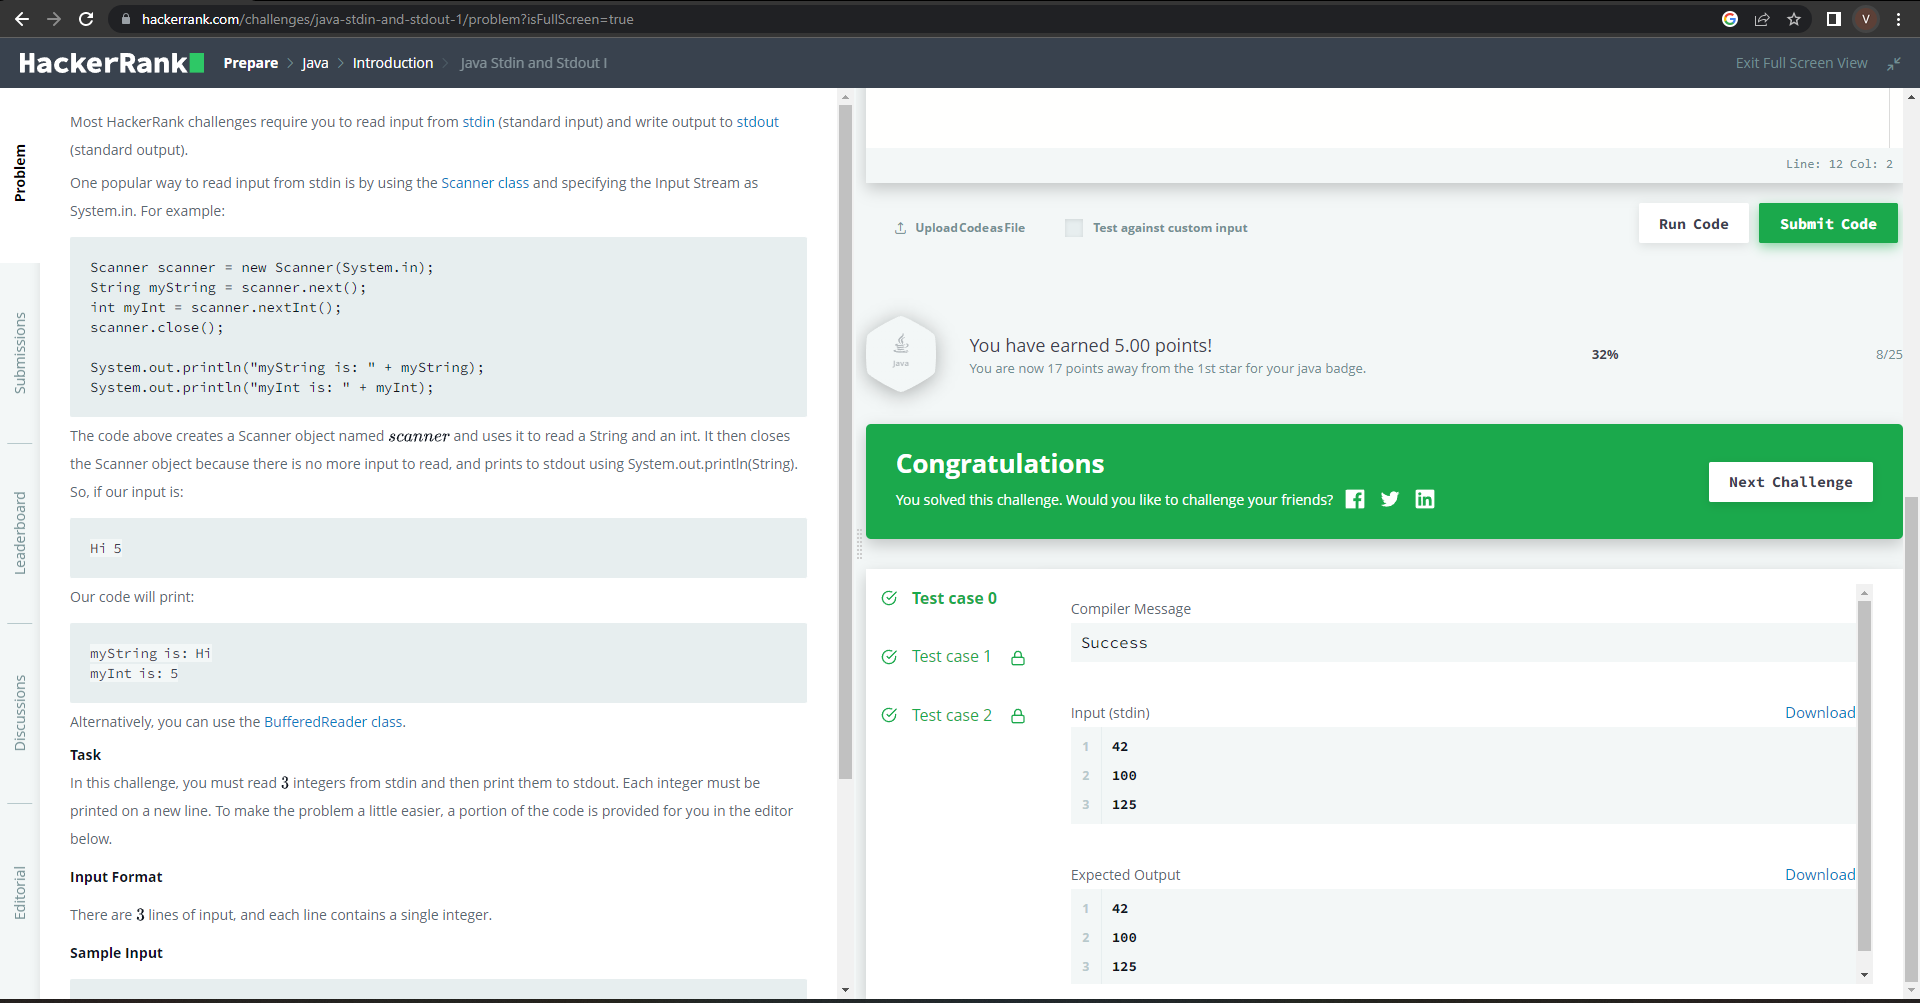 hackerrank.com/challenges/java-stdin-and-stdout-1/problem?isFullScreen=true
V
HackerRank
Prepare > Java > Introduction > Java Stdin and Stdout I
Exit Full Screen View
Problem
Submissions
Leaderboard
Discussions
Editorial
Most HackerRank challenges require you to read input from stdin (standard input) and write output to stdout
(standard output).
One popular way to read input from stdin is by using the Scanner class and specifying the Input Stream as
System.in. For example:
Scanner scanner = new Scanner(System.in);
String myString = scanner.next();
int myInt = scanner.nextInt();
scanner.close();
System.out.println("myString is: " + myString);
System.out.println("myInt is: " + myInt);
The code above creates a Scanner object named scanner and uses it to read a String and an int. It then closes
the Scanner object because there is no more input to read, and prints to stdout using System.out.println(String).
So, if our input is:
Hi 5
Our code will print:
myString is: Hi
myInt is: 5
Alternatively, you can use the BufferedReader class.
Task
In this challenge, you must read 3 integers from stdin and then print them to stdout. Each integer must be
printed on a new line. To make the problem a little easier, a portion of the code is provided for you in the editor
below.
Input Format
There are 3 lines of input, and each line contains a single integer.
Sample Input
Line: 12 Col: 2
Upload Code as File
Test against custom input
Run Code
Submit Code
Java
You have earned 5.00 points!
You are now 17 points away from the 1st star for your java badge.
32%
8/25
Congratulations
You solved this challenge. Would you like to challenge your friends?
Next Challenge
Test case 0
Test case 1
Test case 2
Compiler Message
Success
Input (stdin)
Download
1 42
2 100
3 125
Expected Output
Download
1 42
2 100
3 125